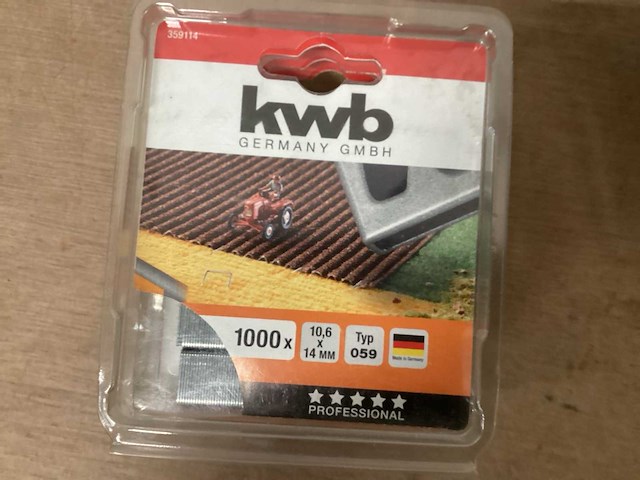 359114
kwb
GERMANY GMBH
1000 x
10,6
x
14 MM
Typ
059
Made in Germany
PROFESSIONAL